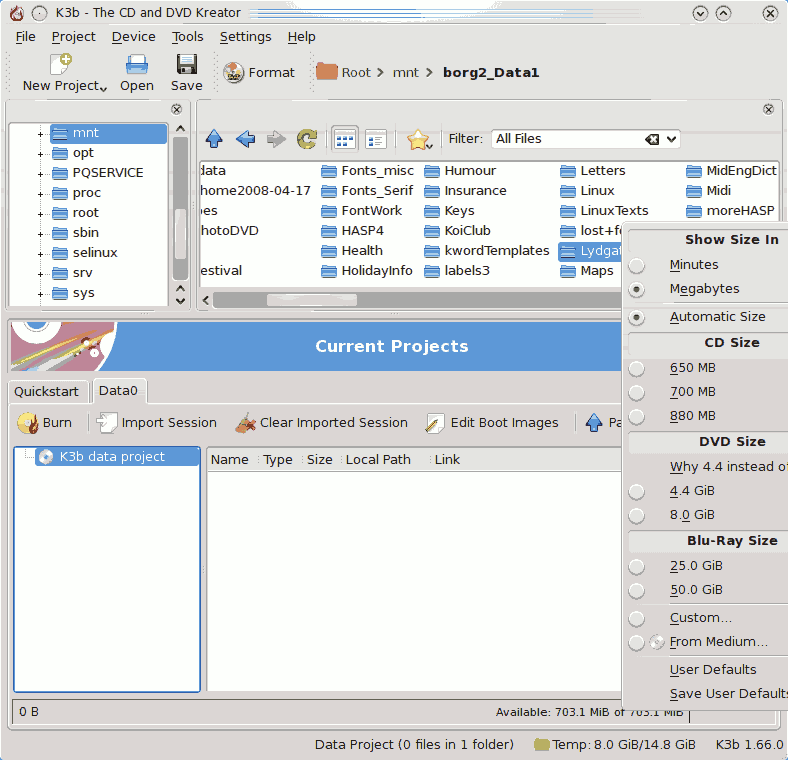 K3b - The CD and DVD Kreator
File Project Device Tools Settings Help
New Project Open Save Format Root > mnt > borg2_Data1
Filter: All Files
mnt
opt
PQSERVICE
proc
root
sbin
selinux
srv
sys
data Fonts_misc Humour Letters MidEngDict
home2008-04-17 Fonts_Serif Insurance Linux Midi
es FontWork Keys LinuxTexts moreHASP
hotoDVD HASP4 KoiClub lost+f
Health kwordTemplates Lydgat
estival HolidayInfo labels3 Maps
Show Size In
Minutes
Megabytes
Automatic Size
CD Size
650 MB
700 MB
880 MB
DVD Size
Why 4.4 instead of
4.4 GiB
8.0 GiB
Blu-Ray Size
25.0 GiB
50.0 GiB
Custom...
From Medium...
User Defaults
Save User Defaults
Current Projects
Quickstart Data0
Burn Import Session Clear Imported Session Edit Boot Images Pa
K3b data project
Name Type Size Local Path Link
0 B Available: 703.1 MiB of 703.1 MiB
Data Project (0 files in 1 folder) Temp: 8.0 GiB/14.8 GiB K3b 1.66.0